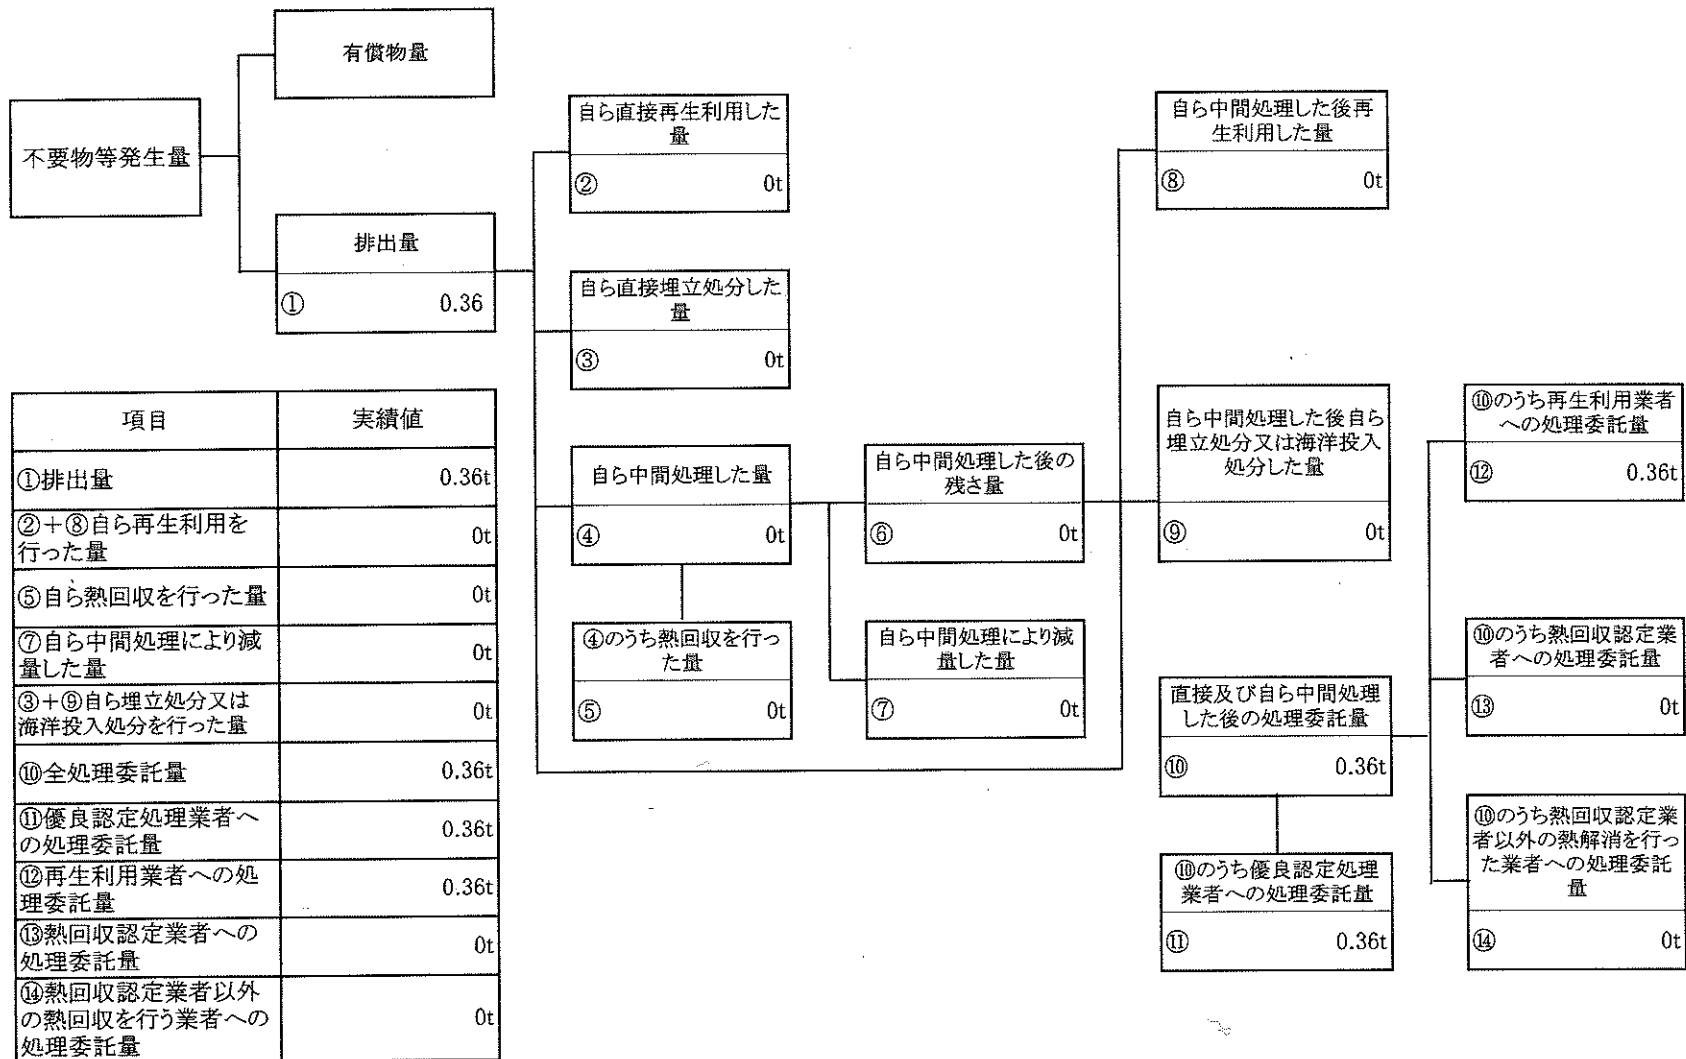 有償物量
不要物等発生量
排出量
① 0.36
自ら直接再生利用した
量
② 0t
自ら直接埋立処分した
量
③ 0t
自ら中間処理した量
④ 0t
④のうち熱回収を行っ
た量
⑤ 0t
自ら中間処理した後の
残さ量
⑥ 0t
自ら中間処理により減
量した量
⑦ 0t
自ら中間処理した後再
生利用した量
⑧ 0t
自ら中間処理した後自ら
埋立処分又は海洋投入
処分した量
⑨ 0t
直接及び自ら中間処理
した後の処理委託量
⑩ 0.36t
⑩のうち優良認定処理
業者への処理委託量
⑪ 0.36t
⑩のうち再生利用業者
への処理委託量
⑫ 0.36t
⑩のうち熱回収認定業
者への処理委託量
⑬ 0t
⑩のうち熱回収認定業
者以外の熱解消を行っ
た業者への処理委託
量
⑭ 0t
項目 実績値
①排出量 0.36t
②+⑧自ら再生利用を
行った量 0t
⑤自ら熱回収を行った量 0t
⑦自ら中間処理により減
量した量 0t
③+⑨自ら埋立処分又は
海洋投入処分を行った量 0t
⑩全処理委託量 0.36t
⑪優良認定処理業者へ
の処理委託量 0.36t
⑫再生利用業者への処
理委託量 0.36t
⑬熱回収認定業者への
処理委託量 0t
⑭熱回収認定業者以外
の熱回収を行う業者への
処理委託量 0t